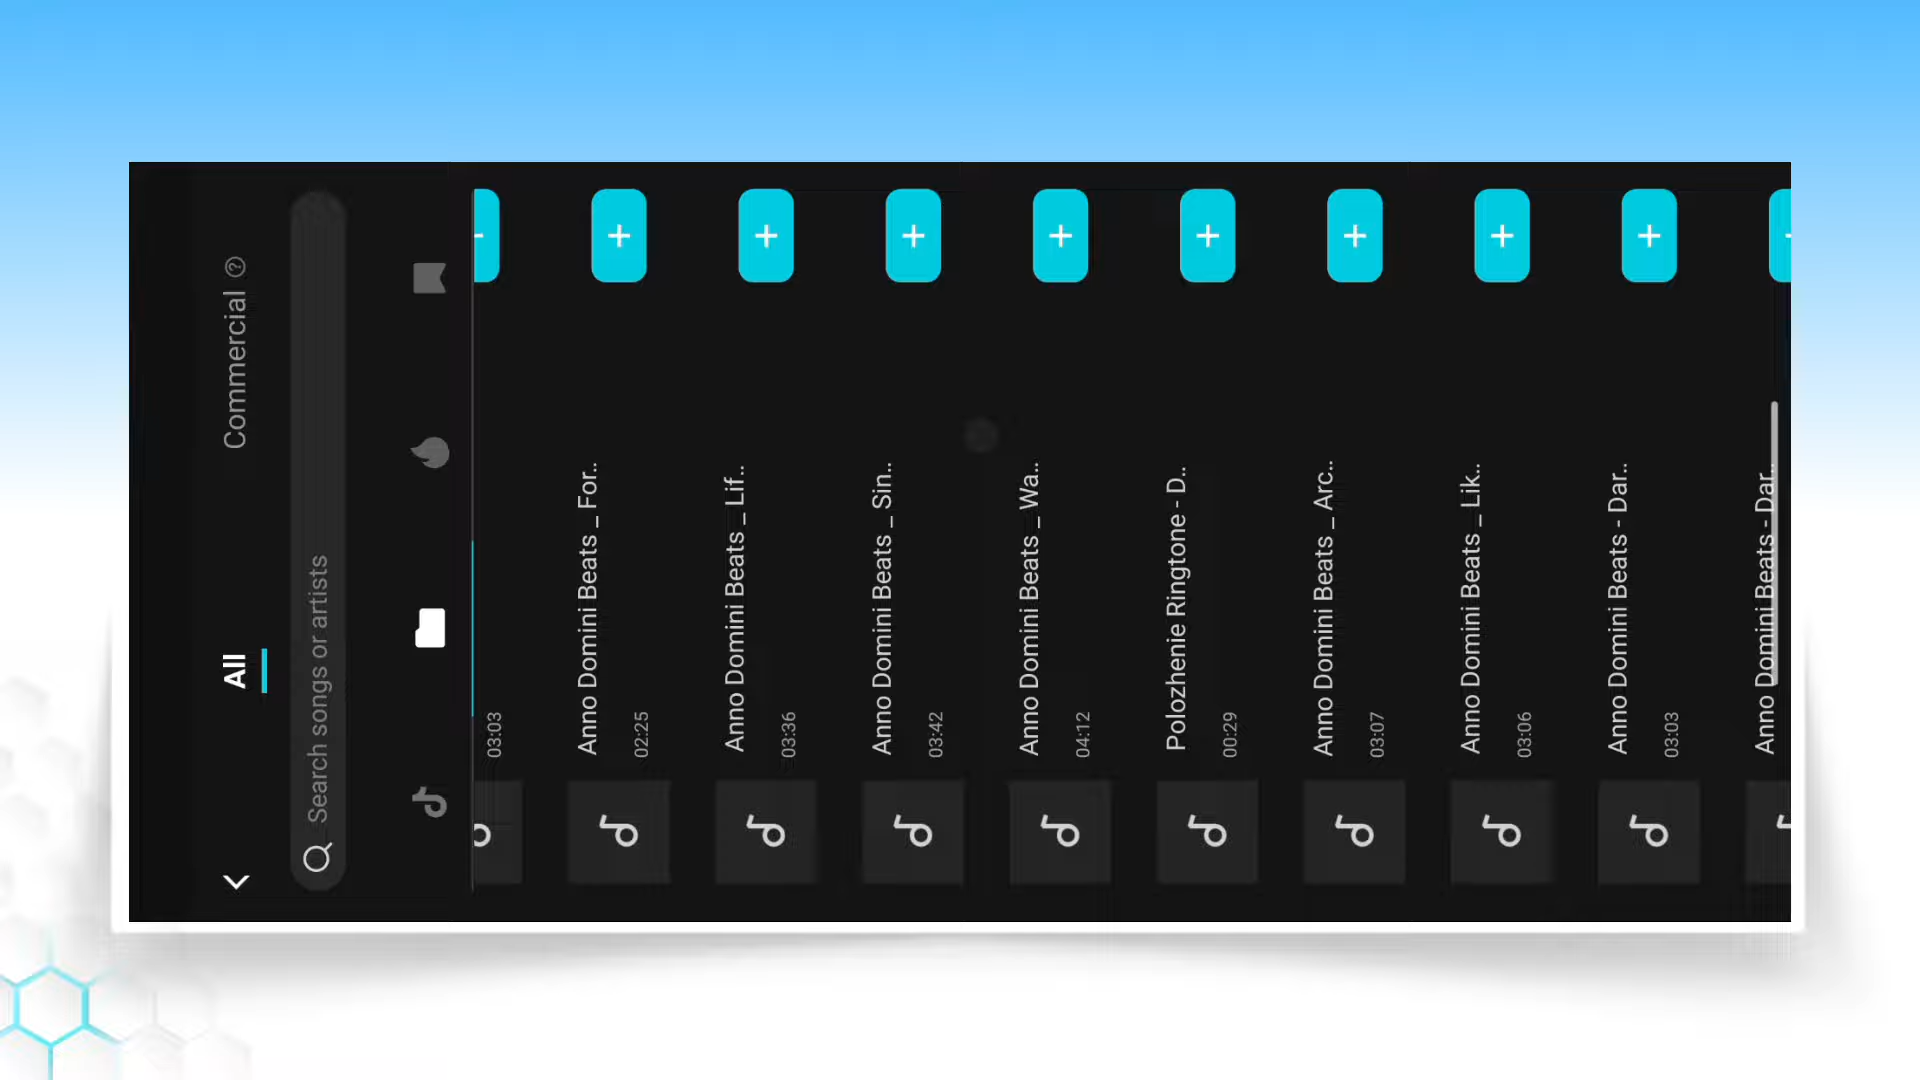 All
Commercial
Search songs or artists
03:03
Anno Domini Beats _ For..
02:25
Anno Domini Beats _ Lif..
03:36
Anno Domini Beats _ Sin..
03:42
Anno Domini Beats _ Wa..
04:12
Polozhenie Ringtone - D..
00:29
Anno Domini Beats _ Arc..
03:07
Anno Domini Beats _ Lik..
03:06
Anno Domini Beats - Dar..
03:03
Anno Domini Beats - Dar..